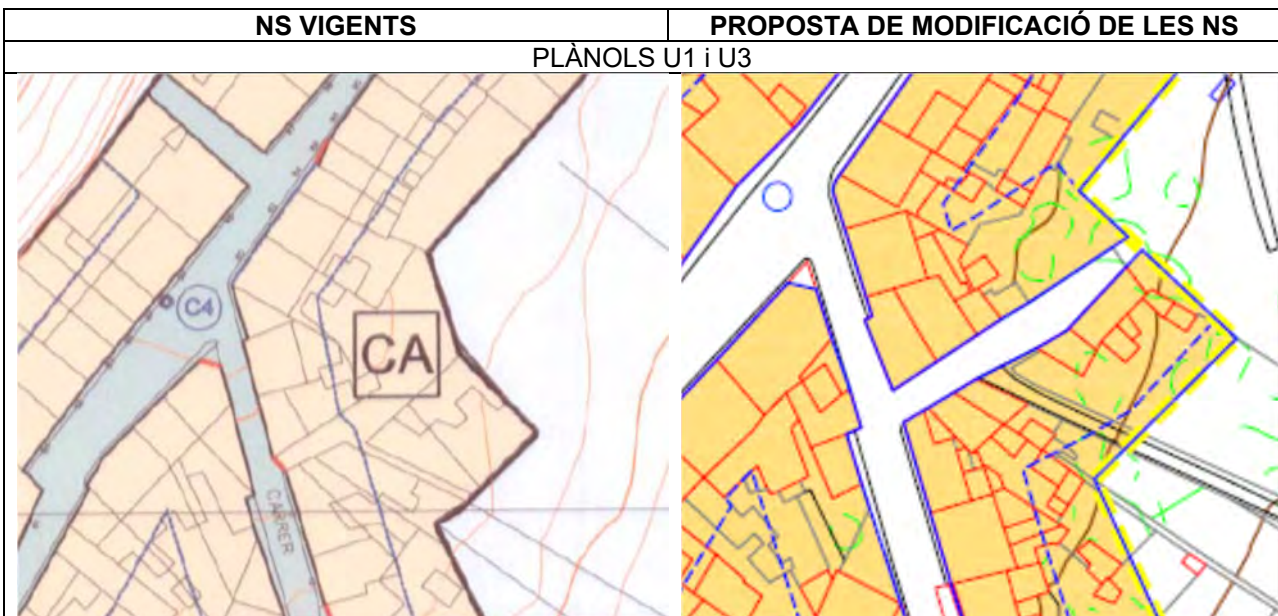 NS VIGENTS
PROPOSTA DE MODIFICACIÓ DE LES NS
PLÀNOLS U1 i U3
C4
CA
CARRER